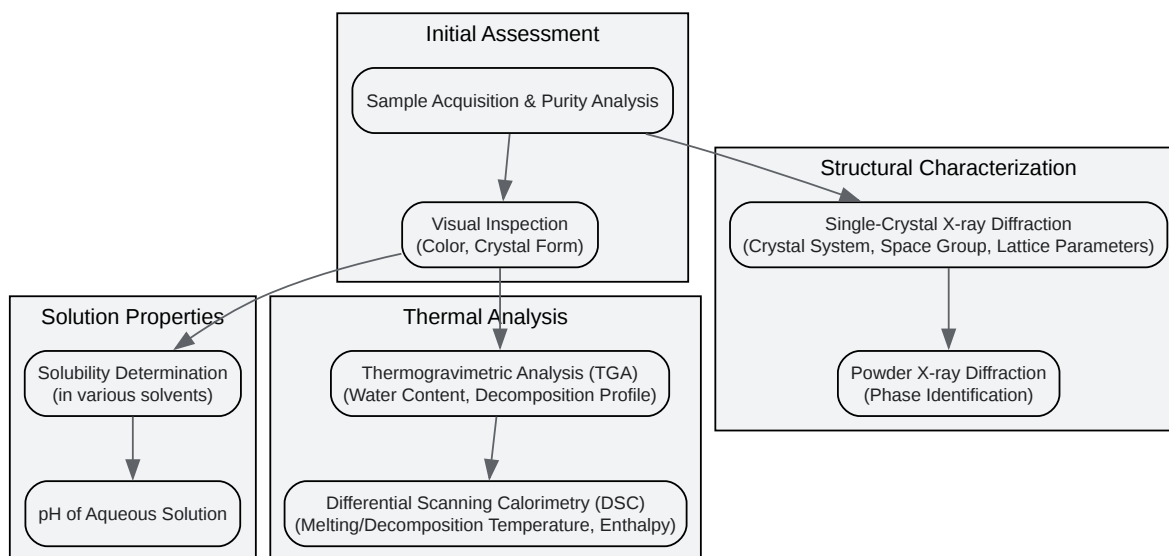 Initial Assessment
Sample Acquisition & Purity Analysis
Visual Inspection
(Color, Crystal Form)
Structural Characterization
Single-Crystal X-ray Diffraction
(Crystal System, Space Group, Lattice Parameters)
Powder X-ray Diffraction
(Phase Identification)
Solution Properties
Solubility Determination
(in various solvents)
pH of Aqueous Solution
Thermal Analysis
Thermogravimetric Analysis (TGA)
(Water Content, Decomposition Profile)
Differential Scanning Calorimetry (DSC)
(Melting/Decomposition Temperature, Enthalpy)